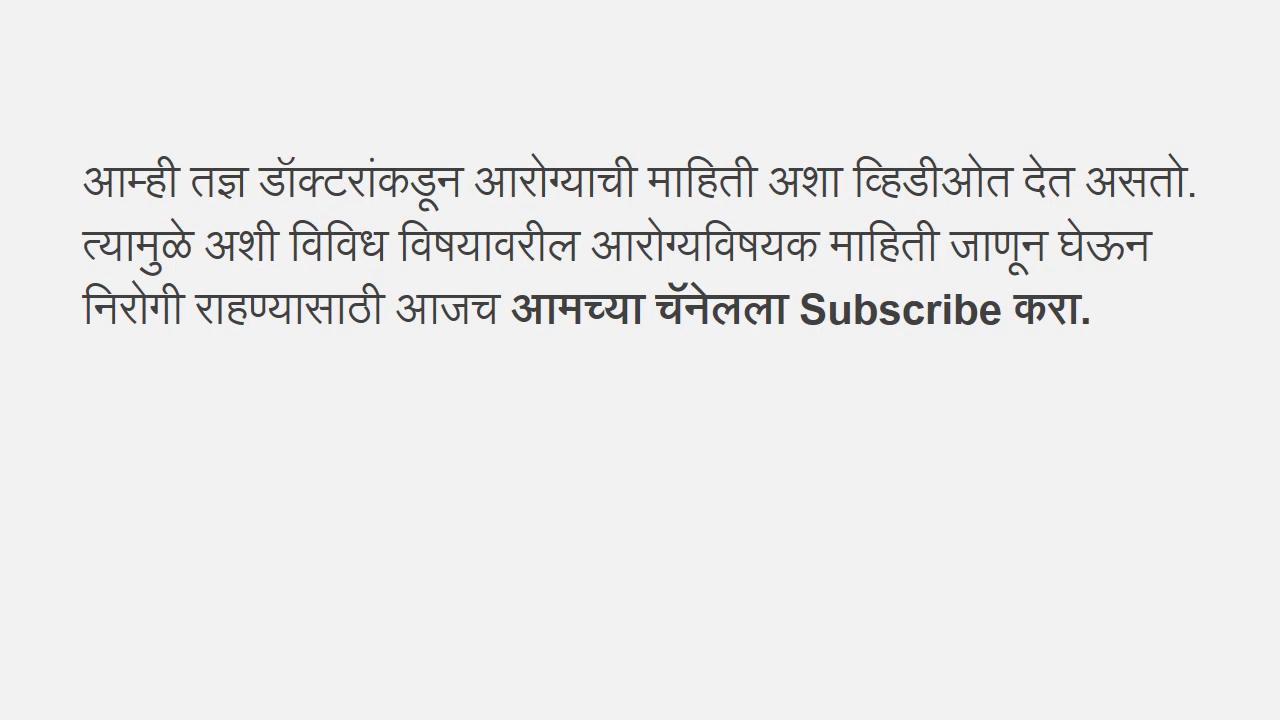 आम्ही तज्ञ डॉक्टरांकडून आरोग्याची माहिती अशा व्हिडीओत देत असतो.
त्यामुळे अशी विविध विषयावरील आरोग्यविषयक माहिती जाणून घेऊन
निरोगी राहण्यासाठी आजच आमच्या चॅनेलला Subscribe करा.